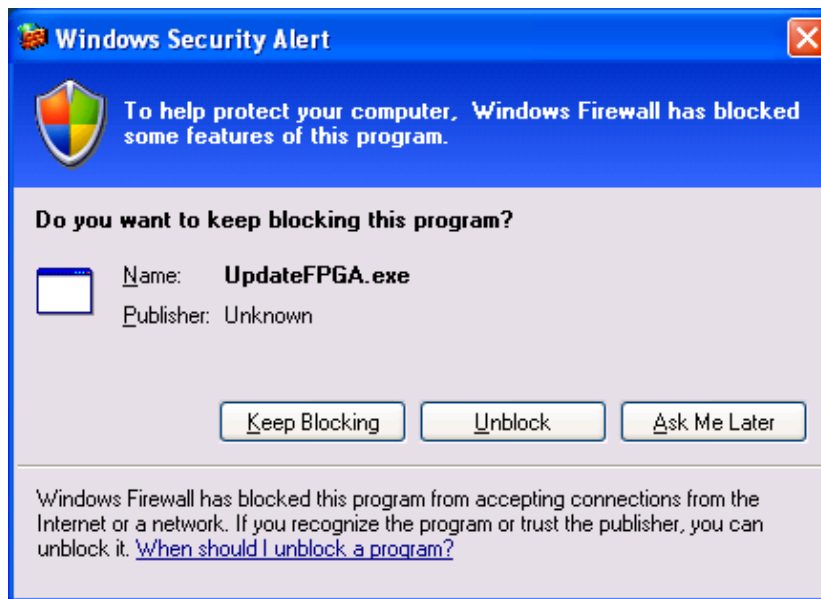 Windows Security Alert
To help protect your computer, Windows Firewall has blocked
some features of this program.
Do you want to keep blocking this program?
Name: UpdateFPGA.exe
Publisher: Unknown
Keep Blocking Unblock Ask Me Later
Windows Firewall has blocked this program from accepting connections from the
Internet or a network. If you recognize the program or trust the publisher, you can
unblock it. When should I unblock a program?